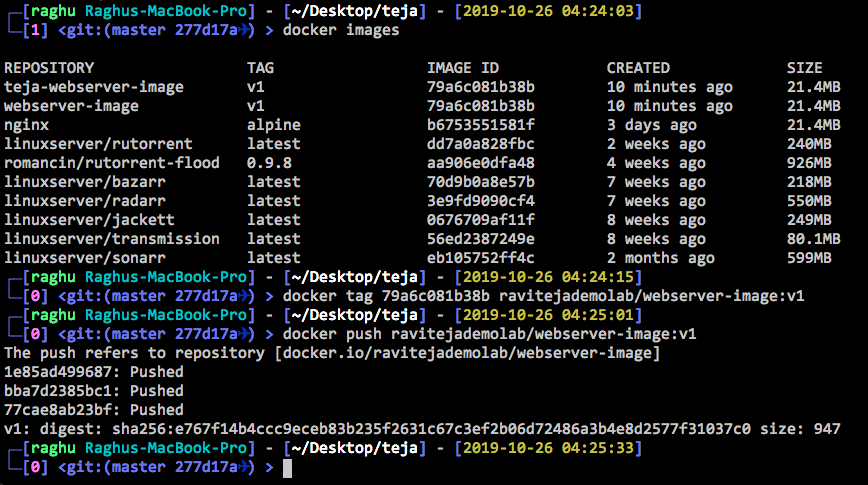 ┌─[raghu Raghus-MacBook-Pro] - [~/Desktop/teja] - [2019-10-26 04:24:03]
└─[1] <git:(master 277d17a✈) > docker images
REPOSITORY TAG IMAGE ID CREATED SIZE
teja-webserver-image v1 79a6c081b38b 10 minutes ago 21.4MB
webserver-image v1 79a6c081b38b 10 minutes ago 21.4MB
nginx alpine b6753551581f 3 days ago 21.4MB
linuxserver/rutorrent latest dd7a0a828fbc 2 weeks ago 240MB
romancin/rutorrent-flood 0.9.8 aa906e0dfa48 4 weeks ago 926MB
linuxserver/bazarr latest 70d9b0a8e57b 7 weeks ago 218MB
linuxserver/radarr latest 3e9fd9090cf4 7 weeks ago 550MB
linuxserver/jackett latest 0676709af11f 8 weeks ago 249MB
linuxserver/transmission latest 56ed2387249e 8 weeks ago 80.1MB
linuxserver/sonarr latest eb105752ff4c 2 months ago 599MB
┌─[raghu Raghus-MacBook-Pro] - [~/Desktop/teja] - [2019-10-26 04:24:15]
└─[0] <git:(master 277d17a✈) > docker tag 79a6c081b38b ravitejademolab/webserver-image:v1
┌─[raghu Raghus-MacBook-Pro] - [~/Desktop/teja] - [2019-10-26 04:25:01]
└─[0] <git:(master 277d17a✈) > docker push ravitejademolab/webserver-image:v1
The push refers to repository [docker.io/ravitejademolab/webserver-image]
1e85ad499687: Pushed
bba7d2385bc1: Pushed
77cae8ab23bf: Pushed
v1: digest: sha256:e767f14b4ccc9eceb83b235f2631c67c3ef2b06d72486a3b4e8d2577f31037c0 size: 947
┌─[raghu Raghus-MacBook-Pro] - [~/Desktop/teja] - [2019-10-26 04:25:33]
└─[0] <git:(master 277d17a✈) >